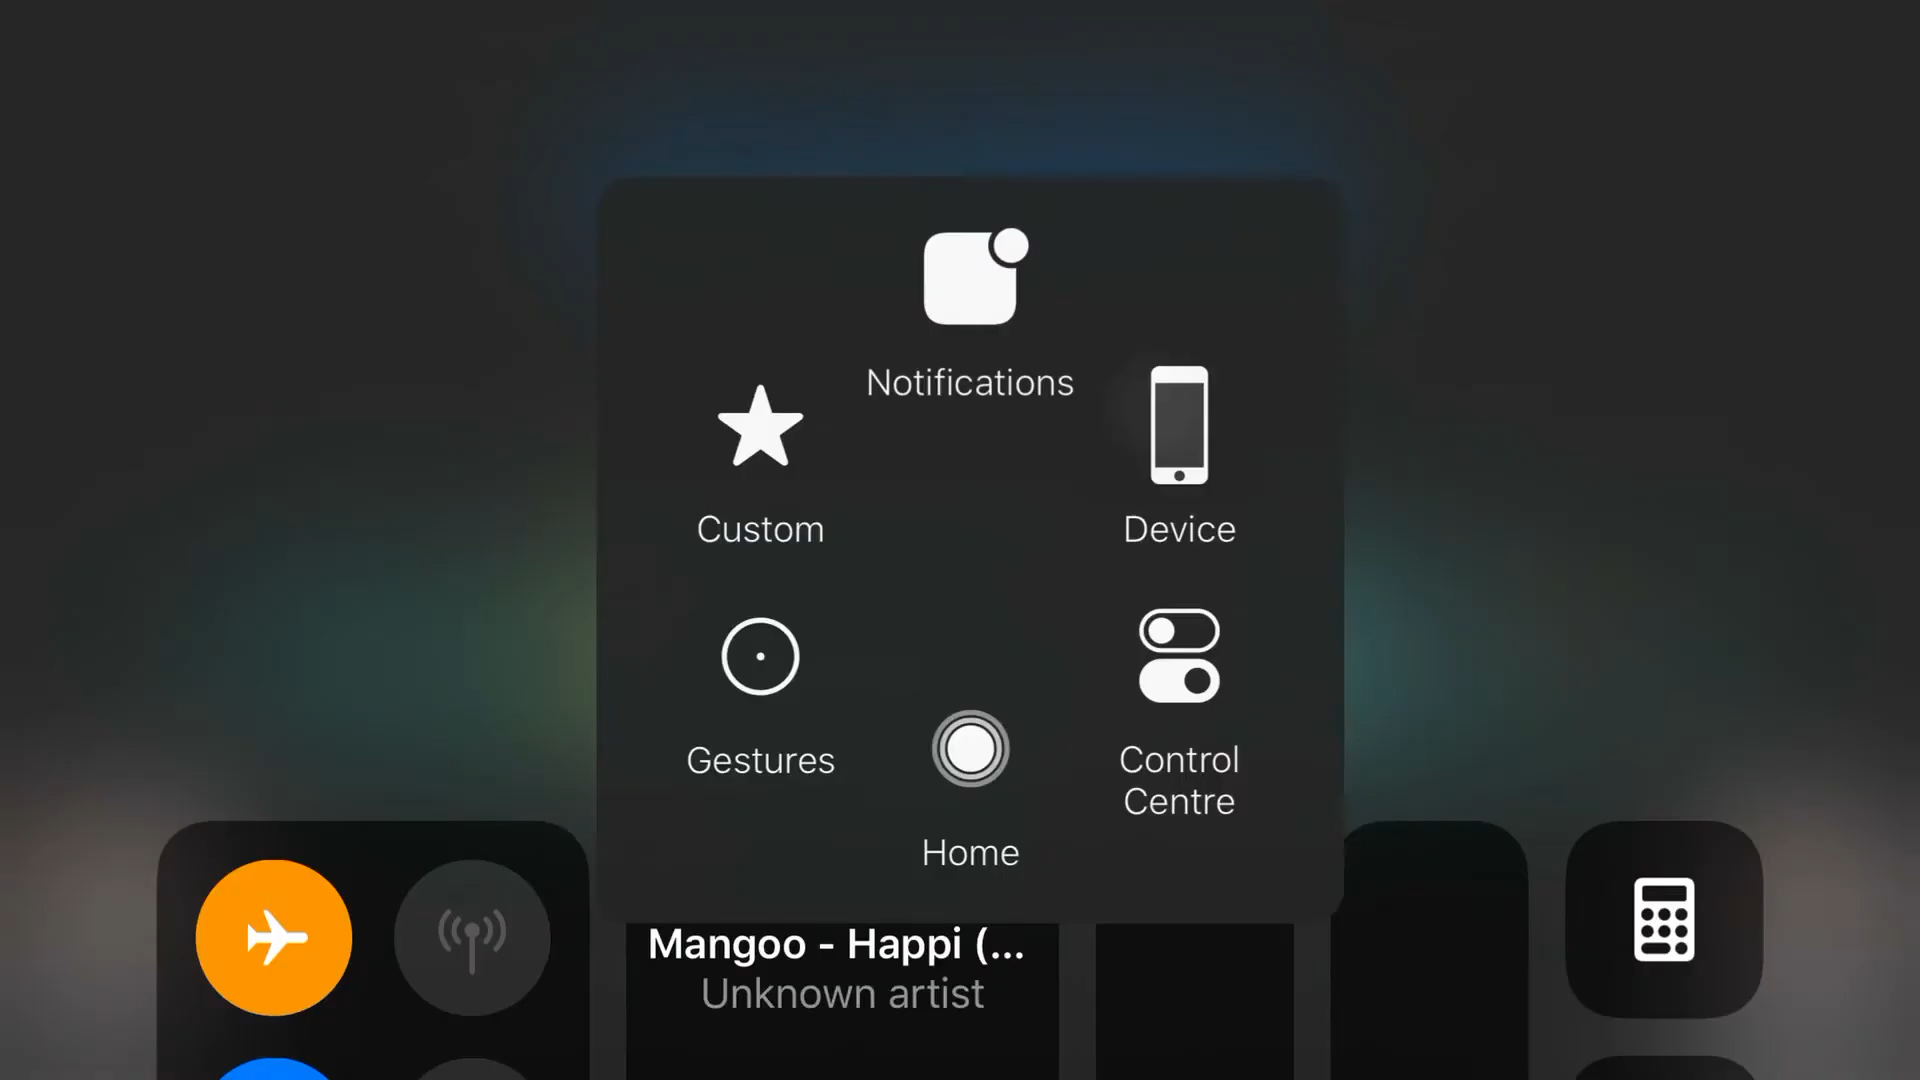 Notifications
Custom
Device
Gestures
Control
Centre
Home
Mangoo - Happi (...
Unknown artist